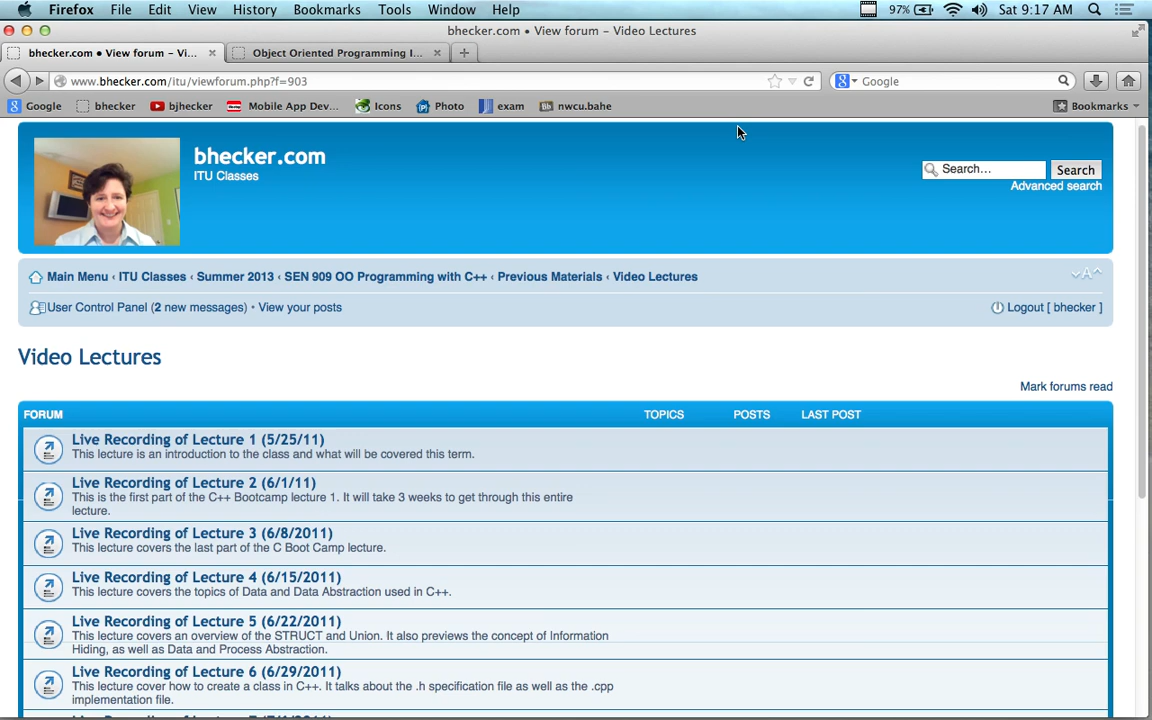 Firefox File Edit View History Bookmarks Tools Window Help 97% Sat 9:17 AM
bhecker.com • View forum – Video Lectures
bhecker.com • View forum – Vi... Object Oriented Programming I...
www.bhecker.com/itu/viewforum.php?f=903 Google
Google bhecker bjhecker Mobile App Dev... Icons Photo exam nwcu.bahe Bookmarks
bhecker.com
ITU Classes
Search... Search
Advanced search
Main Menu ‹ ITU Classes ‹ Summer 2013 ‹ SEN 909 OO Programming with C++ ‹ Previous Materials ‹ Video Lectures
User Control Panel (2 new messages) • View your posts Logout [ bhecker ]
Video Lectures
Mark forums read
FORUM TOPICS POSTS LAST POST
Live Recording of Lecture 1 (5/25/11)
This lecture is an introduction to the class and what will be covered this term.
Live Recording of Lecture 2 (6/1/11)
This is the first part of the C++ Bootcamp lecture 1. It will take 3 weeks to get through this entire
lecture.
Live Recording of Lecture 3 (6/8/2011)
This lecture covers the last part of the C Boot Camp lecture.
Live Recording of Lecture 4 (6/15/2011)
This lecture covers the topics of Data and Data Abstraction used in C++.
Live Recording of Lecture 5 (6/22/2011)
This lecture covers an overview of the STRUCT and Union. It also previews the concept of Information
Hiding, as well as Data and Process Abstraction.
Live Recording of Lecture 6 (6/29/2011)
This lecture cover how to create a class in C++. It talks about the .h specification file as well as the .cpp
implementation file.